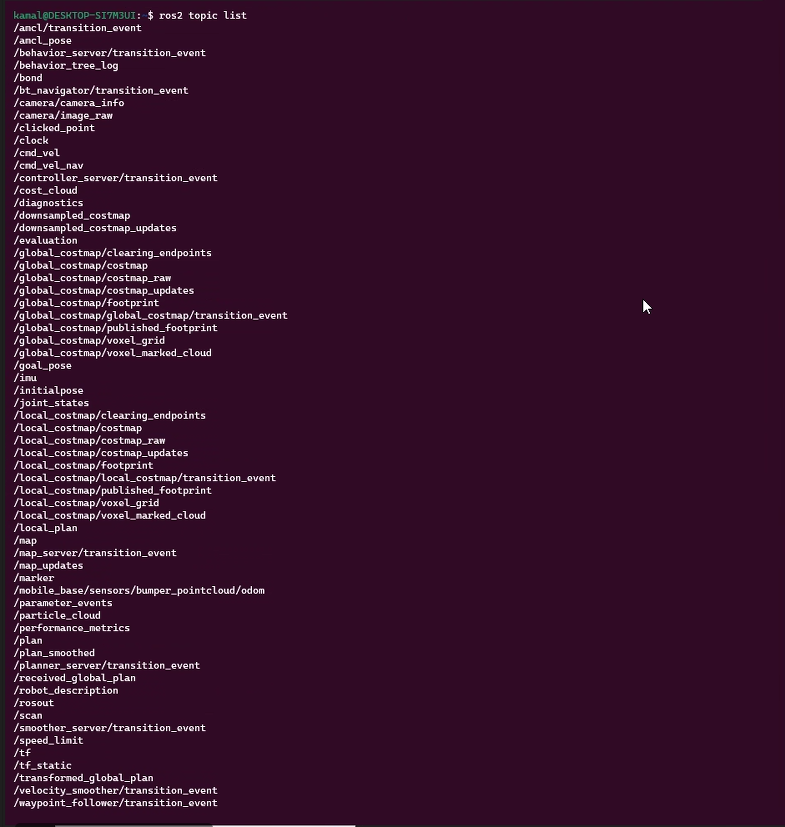 kamal@DESKTOP-SI7M3UI:~$ ros2 topic list
/amcl/transition_event
/amcl_pose
/behavior_server/transition_event
/behavior_tree_log
/bond
/bt_navigator/transition_event
/camera/camera_info
/camera/image_raw
/clicked_point
/clock
/cmd_vel
/cmd_vel_nav
/controller_server/transition_event
/cost_cloud
/diagnostics
/downsampled_costmap
/downsampled_costmap_updates
/evaluation
/global_costmap/clearing_endpoints
/global_costmap/costmap
/global_costmap/costmap_raw
/global_costmap/costmap_updates
/global_costmap/footprint
/global_costmap/global_costmap/transition_event
/global_costmap/published_footprint
/global_costmap/voxel_grid
/global_costmap/voxel_marked_cloud
/goal_pose
/imu
/initialpose
/joint_states
/local_costmap/clearing_endpoints
/local_costmap/costmap
/local_costmap/costmap_raw
/local_costmap/costmap_updates
/local_costmap/footprint
/local_costmap/local_costmap/transition_event
/local_costmap/published_footprint
/local_costmap/voxel_grid
/local_costmap/voxel_marked_cloud
/local_plan
/map
/map_server/transition_event
/map_updates
/marker
/mobile_base/sensors/bumper_pointcloud/odom
/parameter_events
/particle_cloud
/performance_metrics
/plan
/plan_smoothed
/planner_server/transition_event
/received_global_plan
/robot_description
/rosout
/scan
/smoother_server/transition_event
/speed_limit
/tf
/tf_static
/transformed_global_plan
/velocity_smoother/transition_event
/waypoint_follower/transition_event